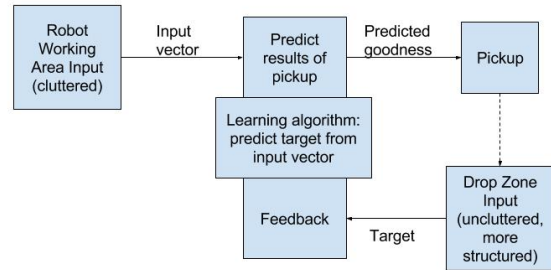 Robot
Working
Area Input
(cluttered)
Input
vector
Predict
results of
pickup
Predicted
goodness
Pickup
Learning algorithm:
predict target from
input vector
Feedback
Target
Drop Zone
Input
(uncluttered,
more
structured)